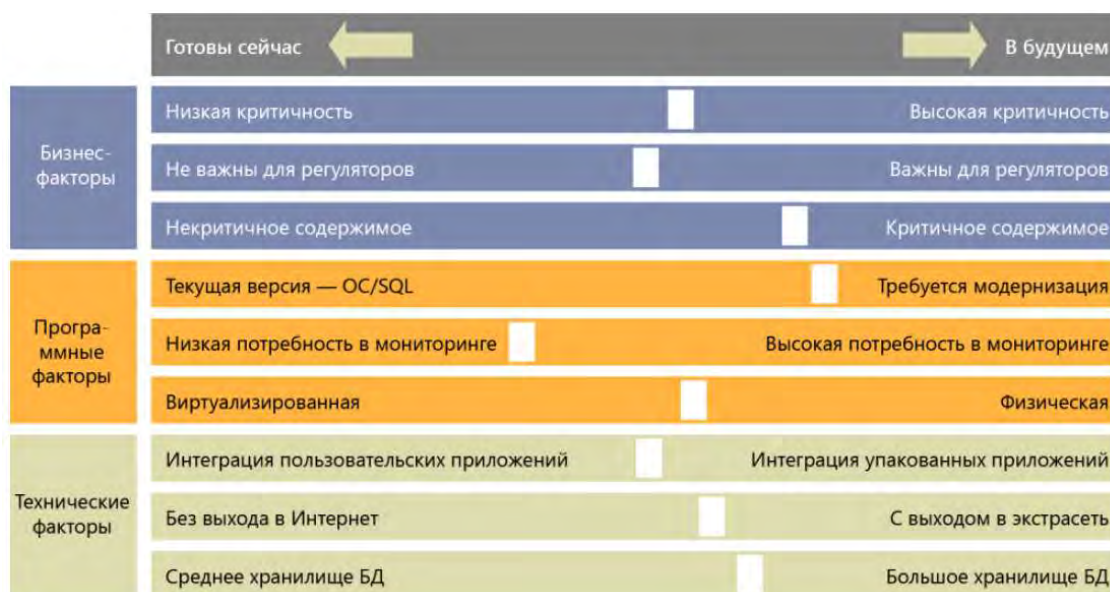 Готовы сейчас
В будущем
Бизнес-
факторы
Низкая критичность
Высокая критичность
Не важны для регуляторов
Важны для регуляторов
Некритичное содержимое
Критичное содержимое
Програ-
ммные
факторы
Текущая версия — ОС/SQL
Требуется модернизация
Низкая потребность в мониторинге
Высокая потребность в мониторинге
Виртуализированная
Физическая
Технические
факторы
Интеграция пользовательских приложений
Интеграция упакованных приложений
Без выхода в Интернет
С выходом в экстрасеть
Среднее хранилище БД
Большое хранилище БД